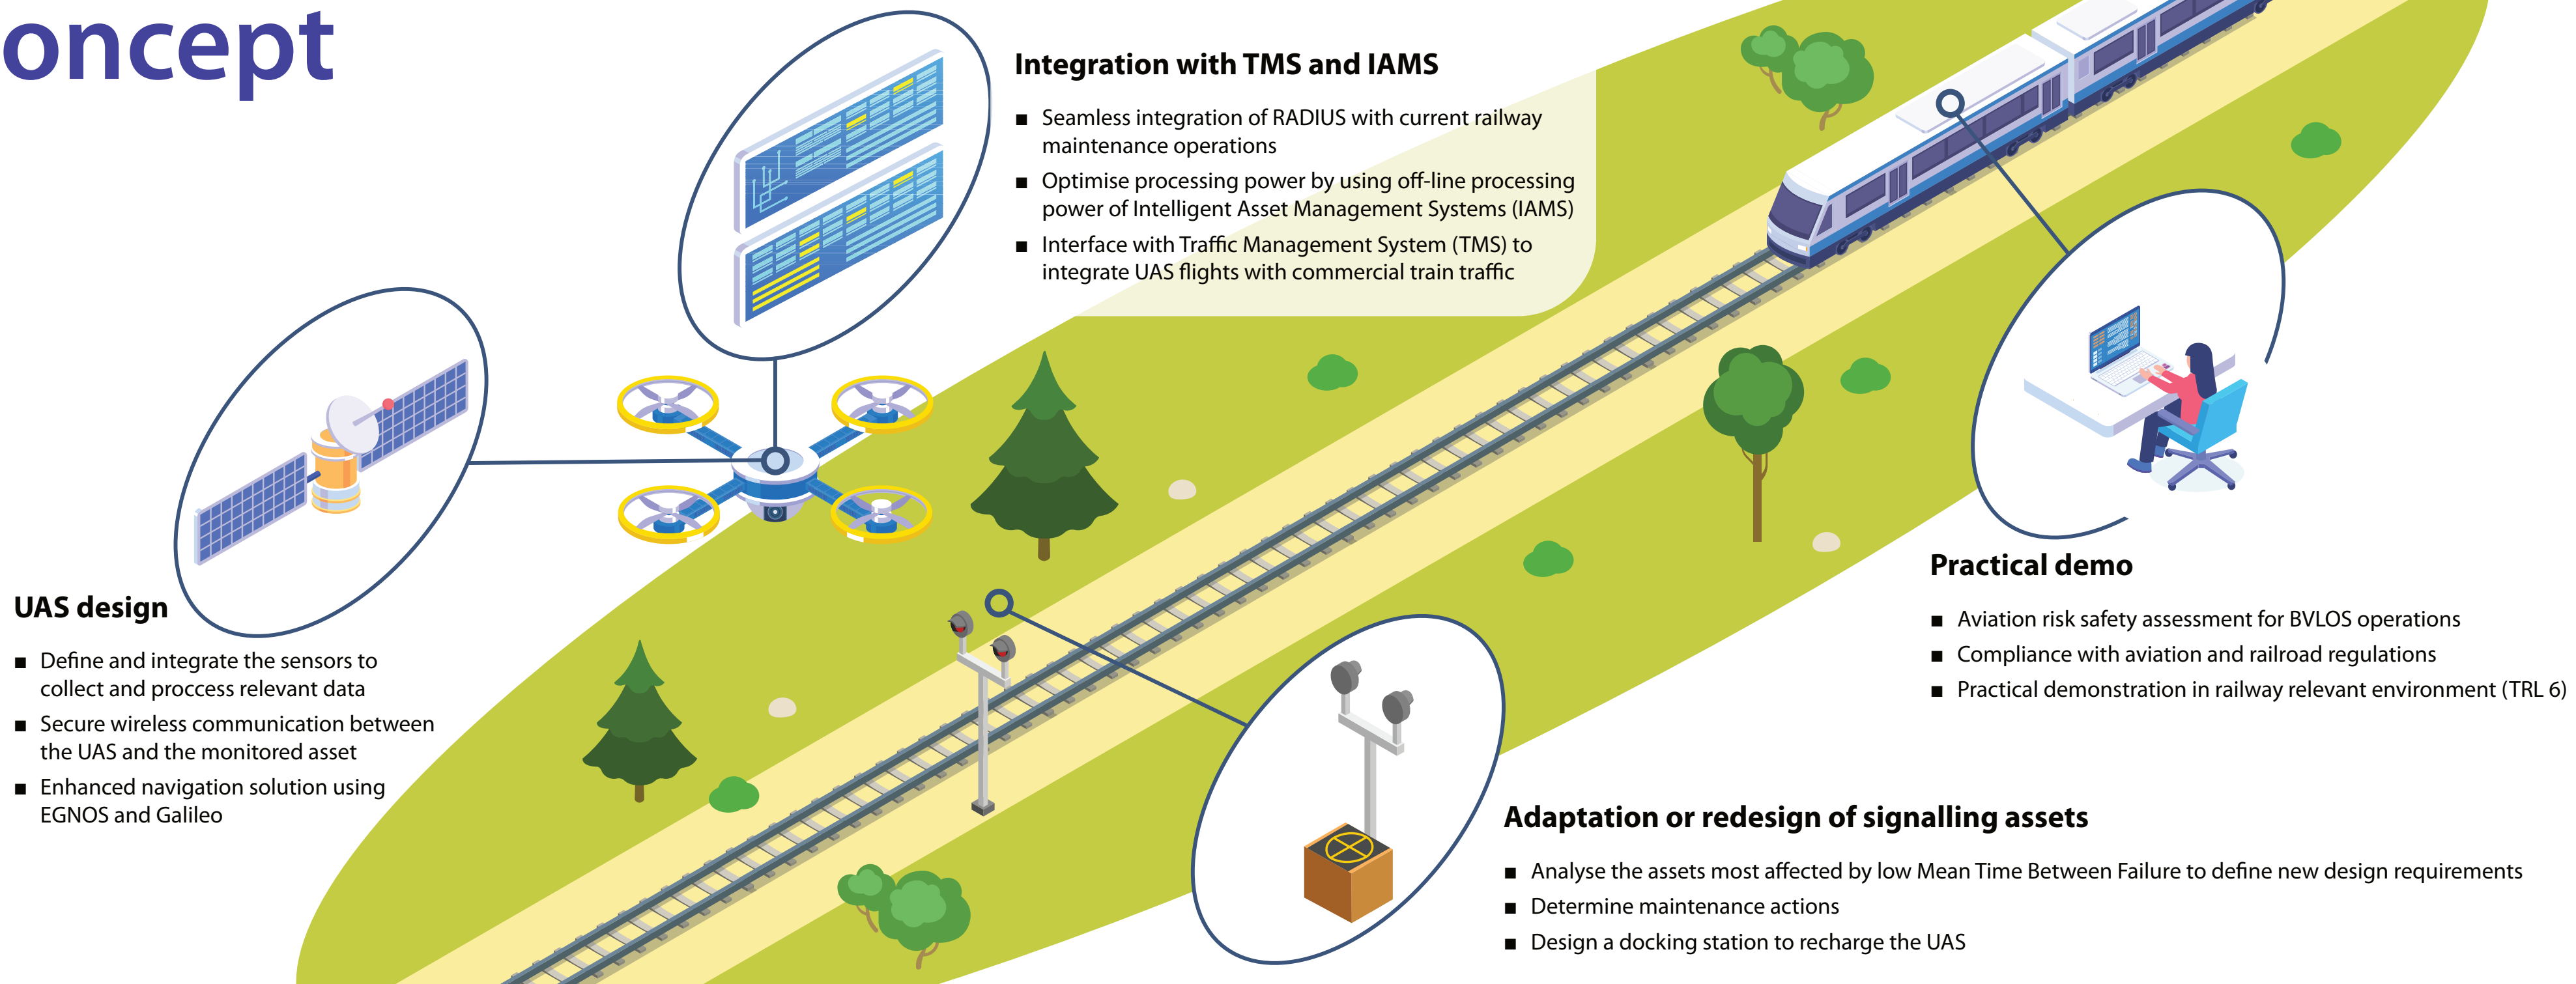 oncept
Integration with TMS and IAMS
■ Seamless integration of RADIUS with current railway
maintenance operations
■ Optimise processing power by using off-line processing
power of Intelligent Asset Management Systems (IAMS)
■ Interface with Traffic Management System (TMS) to
integrate UAS flights with commercial train traffic
UAS design
■ Define and integrate the sensors to
collect and proccess relevant data
■ Secure wireless communication between
the UAS and the monitored asset
■ Enhanced navigation solution using
EGNOS and Galileo
Practical demo
■ Aviation risk safety assessment for BVLOS operations
■ Compliance with aviation and railroad regulations
■ Practical demonstration in railway relevant environment (TRL 6)
Adaptation or redesign of signalling assets
■ Analyse the assets most affected by low Mean Time Between Failure to define new design requirements
■ Determine maintenance actions
■ Design a docking station to recharge the UAS